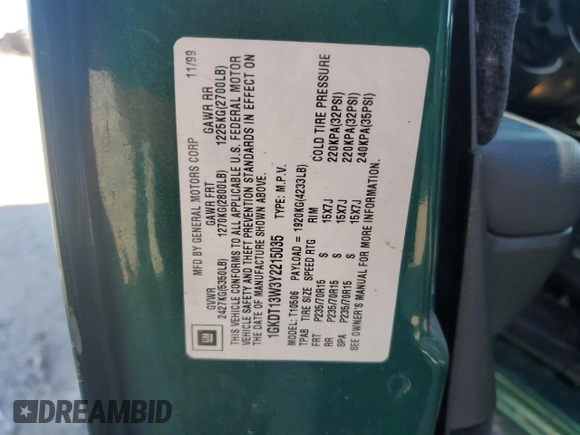 MFD BY GENERAL MOTORS CORP 11/99
GVWR GAWR FRT GAWR RR
2427KG(5350LB) 1270KG(2800LB) 1225KG(2700LB)
THIS VEHICLE CONFORMS TO ALL APPLICABLE U.S. FEDERAL MOTOR
VEHICLE SAFETY AND THEFT PREVENTION STANDARDS IN EFFECT ON
THE DATE OF MANUFACTURE SHOWN ABOVE.
1GKDT13W3Y2215035 TYPE: M.P.V.
MODEL: T10506 PAYLOAD = 1920KG(4233LB)
TPAB TIRE SIZE SPEED RTG RIM COLD TIRE PRESSURE
FRT P235/70R15 S 15X7J 220KPA(32PSI)
RR P235/70R15 S 15X7J 220KPA(32PSI)
SPA P235/70R15 S 15X7J 240KPA(35PSI)
SEE OWNER'S MANUAL FOR MORE INFORMATION.
GM
DREAMBID